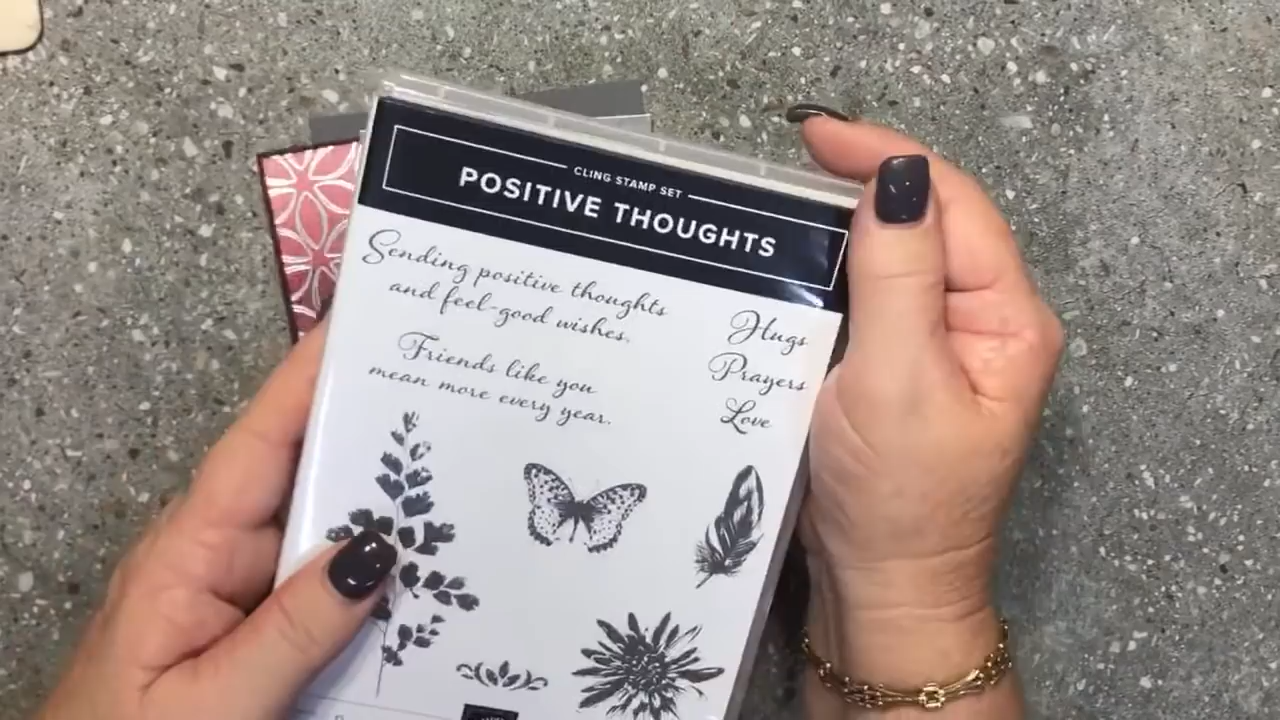 CLING STAMP SET
POSITIVE THOUGHTS
Sending positive thoughts
and feel-good wishes.
Friends like you
mean more every year.
Hugs
Prayers
Love